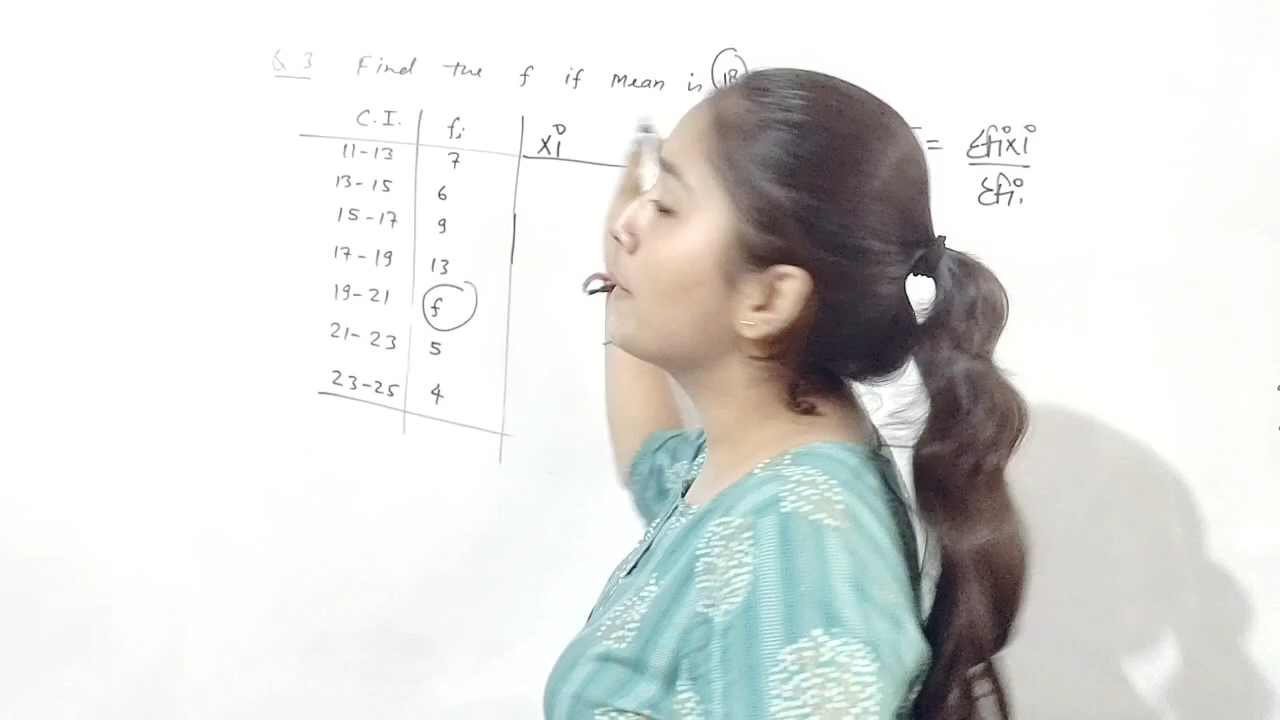 Q 3 Find the f if Mean is 18
C.I. fi xi
11-13 7
13-15 6
15-17 9
17-19 13
19-21 f
21-23 5
23-25 4
= Σfixi
Σfi